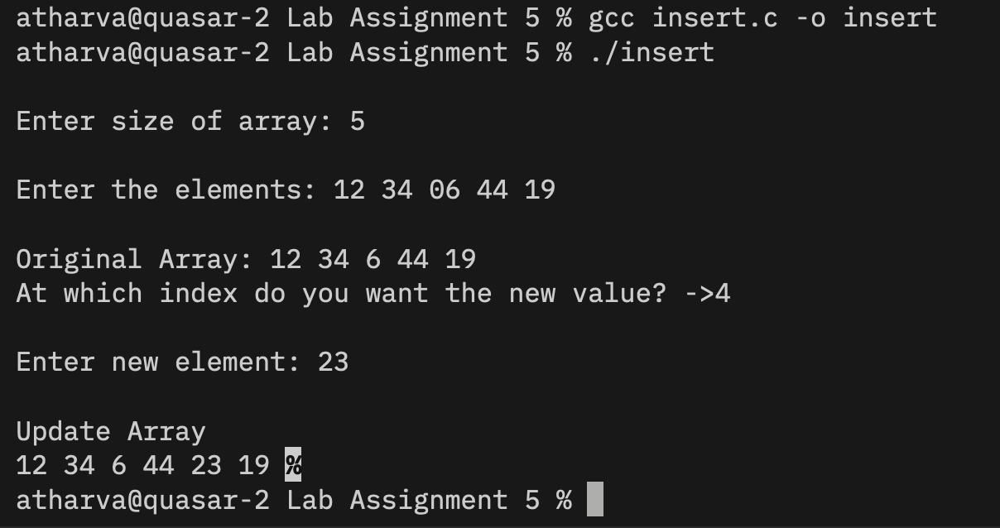 atharva@quasar-2 Lab Assignment 5 % gcc insert.c -o insert
atharva@quasar-2 Lab Assignment 5 % ./insert
Enter size of array: 5
Enter the elements: 12 34 06 44 19
Original Array: 12 34 6 44 19
At which index do you want the new value? ->4
Enter new element: 23
Update Array
12 34 6 44 23 19 %
atharva@quasar-2 Lab Assignment 5 %